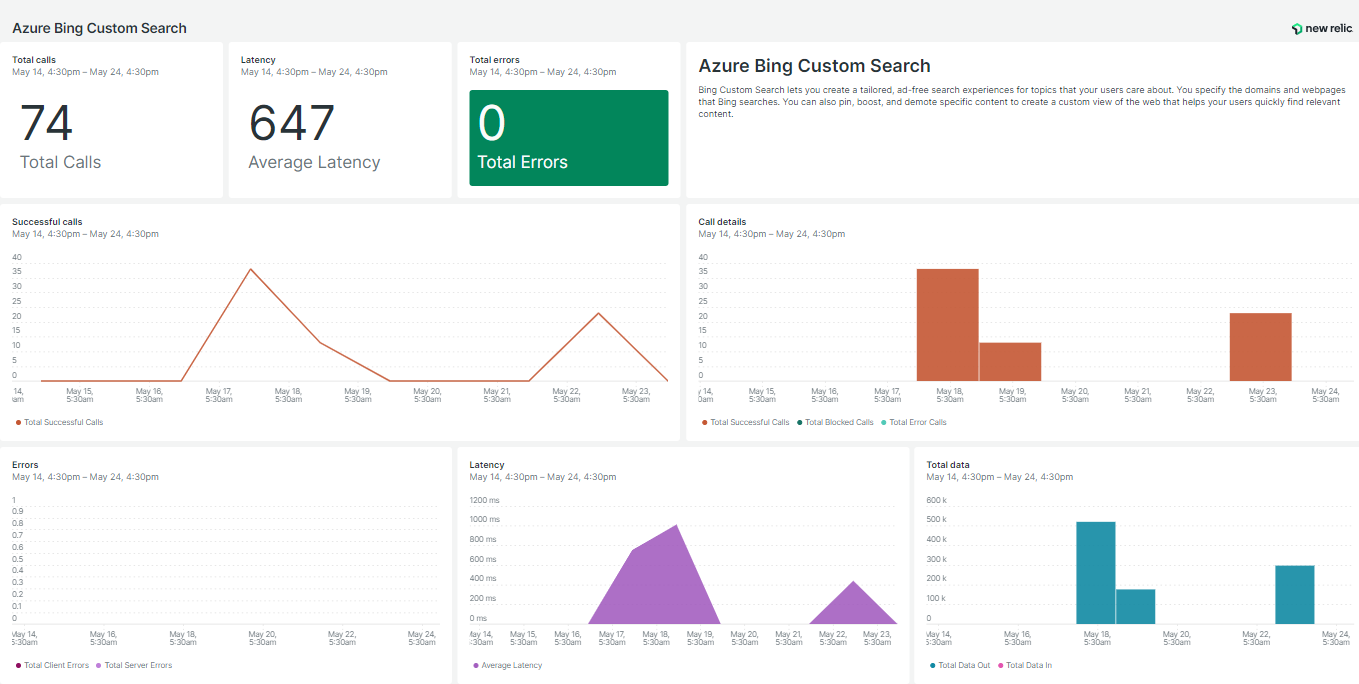 Azure Bing Custom Search
new relic
Total calls
May 14, 4:30pm – May 24, 4:30pm
74
Total Calls
Latency
May 14, 4:30pm – May 24, 4:30pm
647
Average Latency
Total errors
May 14, 4:30pm – May 24, 4:30pm
0
Total Errors
Azure Bing Custom Search
Bing Custom Search lets you create a tailored, ad-free search experiences for topics that your users care about. You specify the domains and webpages
that Bing searches. You can also pin, boost, and demote specific content to create a custom view of the web that helps your users quickly find relevant
content.
Successful calls
May 14, 4:30pm – May 24, 4:30pm
40
35
30
25
20
15
10
5
0
14, May 15, May 16, May 17, May 18, May 19, May 20, May 21, May 22, May 23,
am 5:30am 5:30am 5:30am 5:30am 5:30am 5:30am 5:30am 5:30am 5:30am
Total Successful Calls
Call details
May 14, 4:30pm – May 24, 4:30pm
40
35
30
25
20
15
10
5
0
14, May 15, May 16, May 17, May 18, May 19, May 20, May 21, May 22, May 23, May 24,
0am 5:30am 5:30am 5:30am 5:30am 5:30am 5:30am 5:30am 5:30am 5:30am 5:30am
Total Successful Calls Total Blocked Calls Total Error Calls
Errors
May 14, 4:30pm – May 24, 4:30pm
1
0.9
0.8
0.7
0.6
0.5
0.4
0.3
0.2
0.1
0
May 14, May 16, May 18, May 20, May 22, May 24,
5:30am 5:30am 5:30am 5:30am 5:30am 5:30am
Total Client Errors Total Server Errors
Latency
May 14, 4:30pm – May 24, 4:30pm
1200 ms
1000 ms
800 ms
600 ms
400 ms
200 ms
0 ms
May 14, May 15, May 16, May 17, May 18, May 19, May 20, May 21, May 22, May 23,
:30am 5:30am 5:30am 5:30am 5:30am 5:30am 5:30am 5:30am 5:30am 5:30am
Average Latency
Total data
May 14, 4:30pm – May 24, 4:30pm
600 k
500 k
400 k
300 k
200 k
100 k
0
May 14, May 16, May 18, May 20, May 22, May 24,
5:30am 5:30am 5:30am 5:30am 5:30am 5:30am
Total Data Out Total Data In